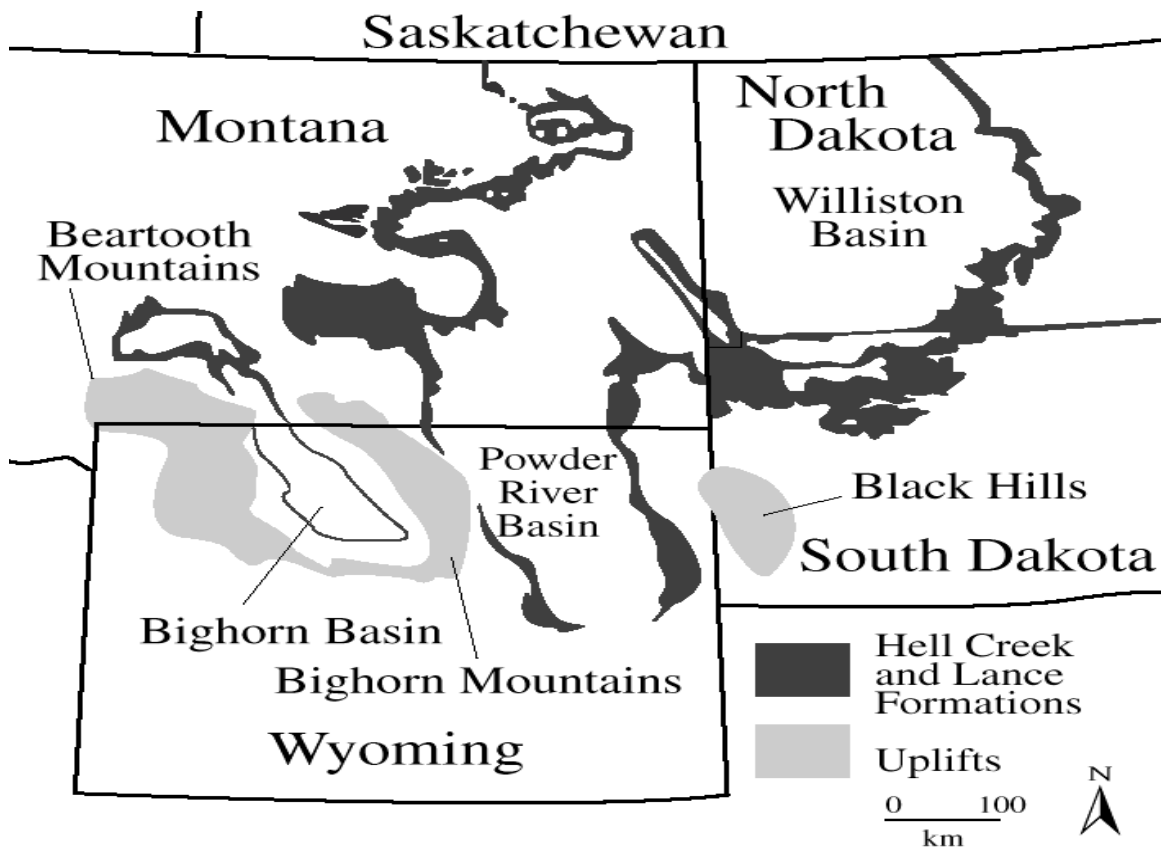 Saskatchewan
Montana
North
Dakota
Williston
Basin
Beartooth
Mountains
Powder
River
Basin
Black Hills
South Dakota
Bighorn Basin
Bighorn Mountains
Wyoming
Hell Creek
and Lance
Formations
Uplifts
N
0 100
km